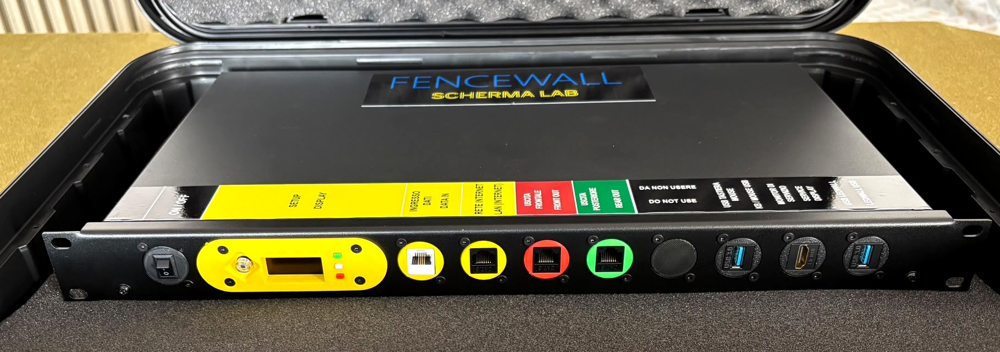 FENCEWALL
SCHERMA LAB
ON / OFF
SETUP
DISPLAY
INGRESSO
DATI
DATA IN
RETE INTERNET
LAN (INTERNET)
USCITA
FRONTALE
FRONT OUT
USCITA
POSTERIORE
REAR OUT
DA NON USERE
DO NOT USE
USB TASTIERA
MOUSE
KB / MOUSE USB
MONITOR DI
SERVIZIO
SERVICE
DISPLAY
USB
USB
USB 3.0
USB 3.0